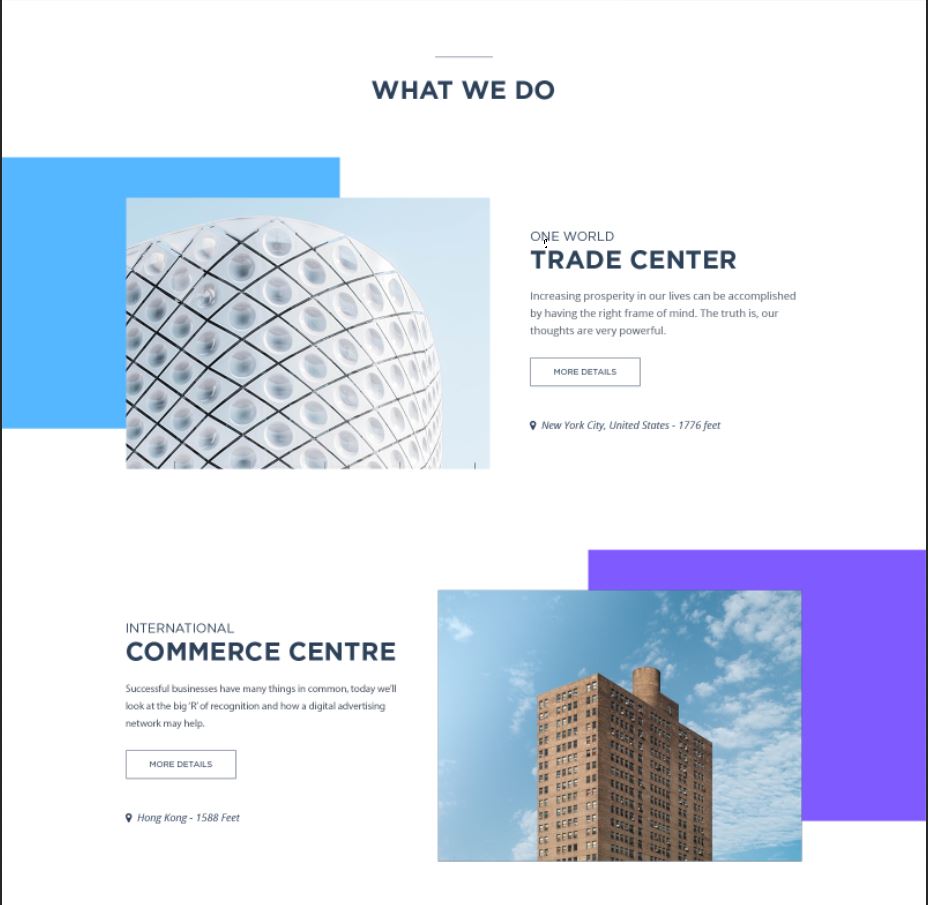 WHAT WE DO
ONE WORLD
TRADE CENTER
Increasing prosperity in our lives can be accomplished
by having the right frame of mind. The truth is, our
thoughts are very powerful.
MORE DETAILS
New York City, United States - 1776 feet
INTERNATIONAL
COMMERCE CENTRE
Successful businesses have many things in common, today we'll
look at the big 'R' of recognition and how a digital advertising
network may help.
MORE DETAILS
Hong Kong - 1588 Feet